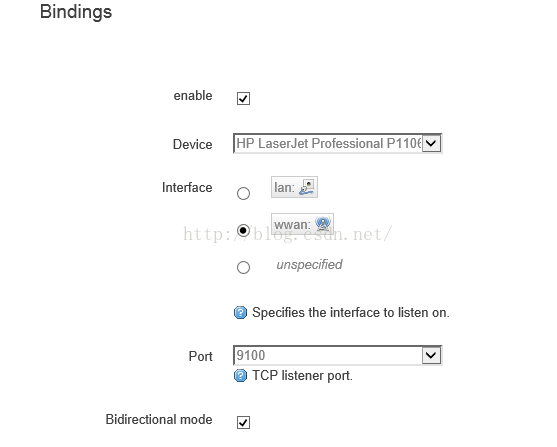 Bindings
enable
Device HP LaserJet Professional P1106
Interface lan:
wwan:
http://blog.csdn.net/
unspecified
Specifies the interface to listen on.
Port 9100
TCP listener port.
Bidirectional mode